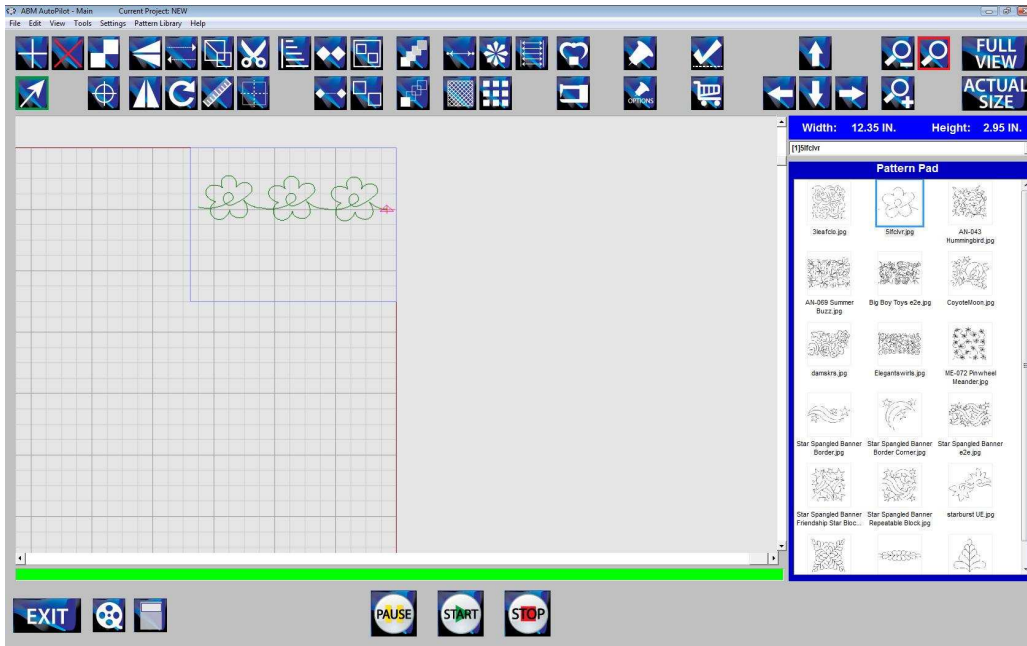 ABM AutoPilot - Main Current Project: NEW
File Edit View Tools Settings Pattern Library Help
FULL
VIEW
OPTIONS
ACTUAL
SIZE
Width: 12.35 IN. Height: 2.95 IN.
[1]5lfclvr
Pattern Pad
3leafclo.jpg
5lfclvr.jpg
AN-043
Hummingbird.jpg
AN-069 Summer
Buzz.jpg
Big Boy Toys e2e.jpg
CoyoteMoon.jpg
damskrs.jpg
Elegantswirls.jpg
ME-072 Pinwheel
Meander.jpg
Star Spangled Banner
Border.jpg
Star Spangled Banner
Border Corner.jpg
Star Spangled Banner
e2e.jpg
Star Spangled Banner
Friendship Star Bloc...
Star Spangled Banner
Repeatable Block.jpg
starburst UE.jpg
EXIT
PAUSE
START
STOP